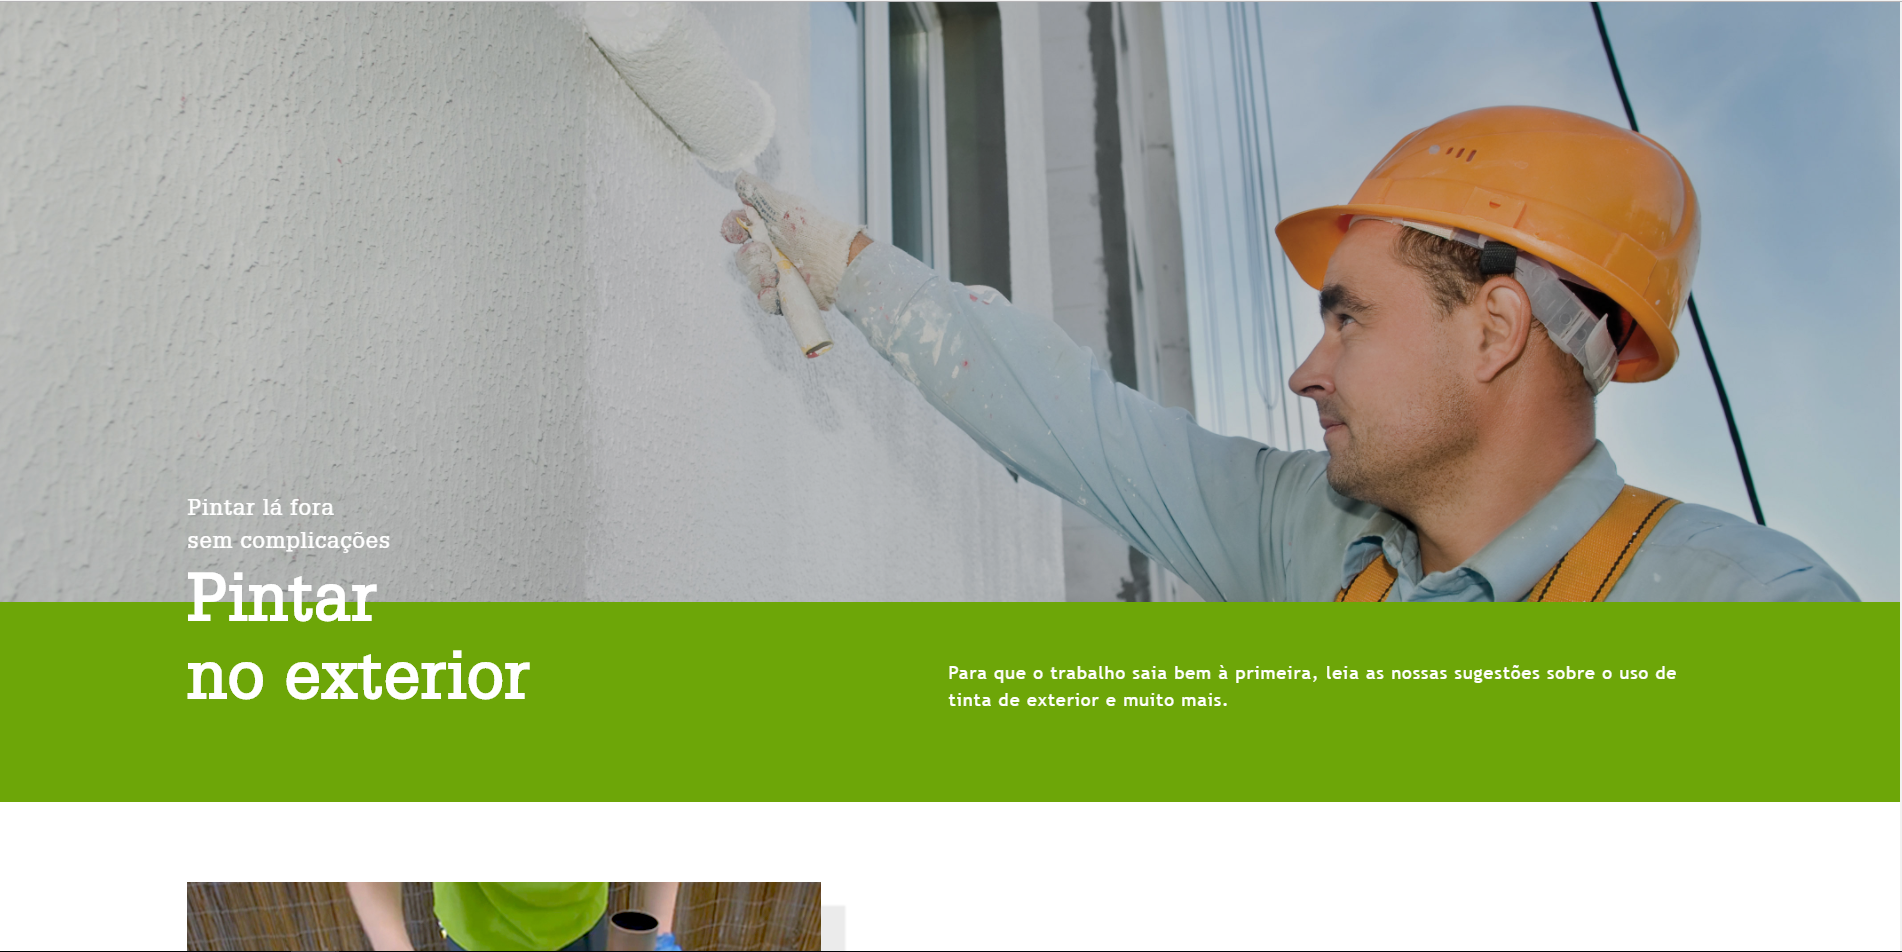 Pintar lá fora
sem complicações
Pintar
no exterior
Para que o trabalho saia bem à primeira, leia as nossas sugestões sobre o uso de
tinta de exterior e muito mais.